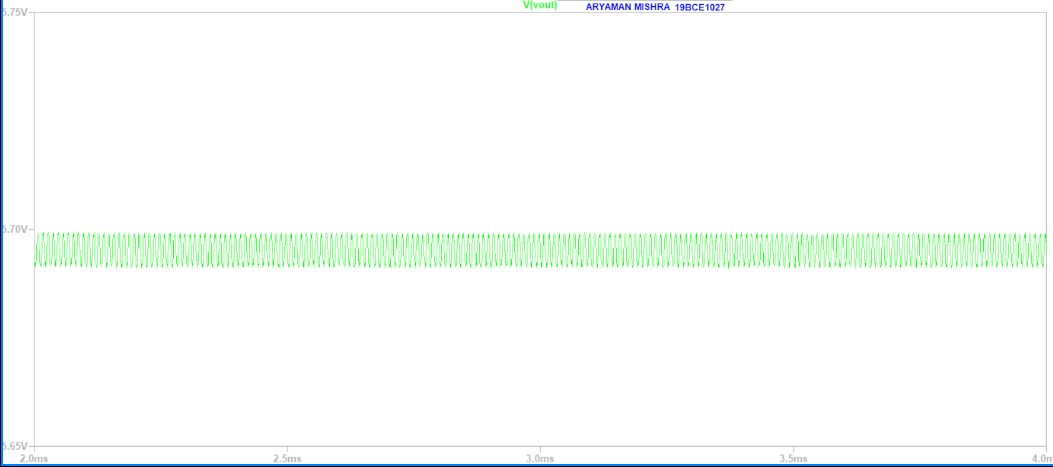 V(vout) ARYAMAN MISHRA 19BCE1027
5.75V
5.70V
5.65V
2.0ms 2.5ms 3.0ms 3.5ms 4.0m